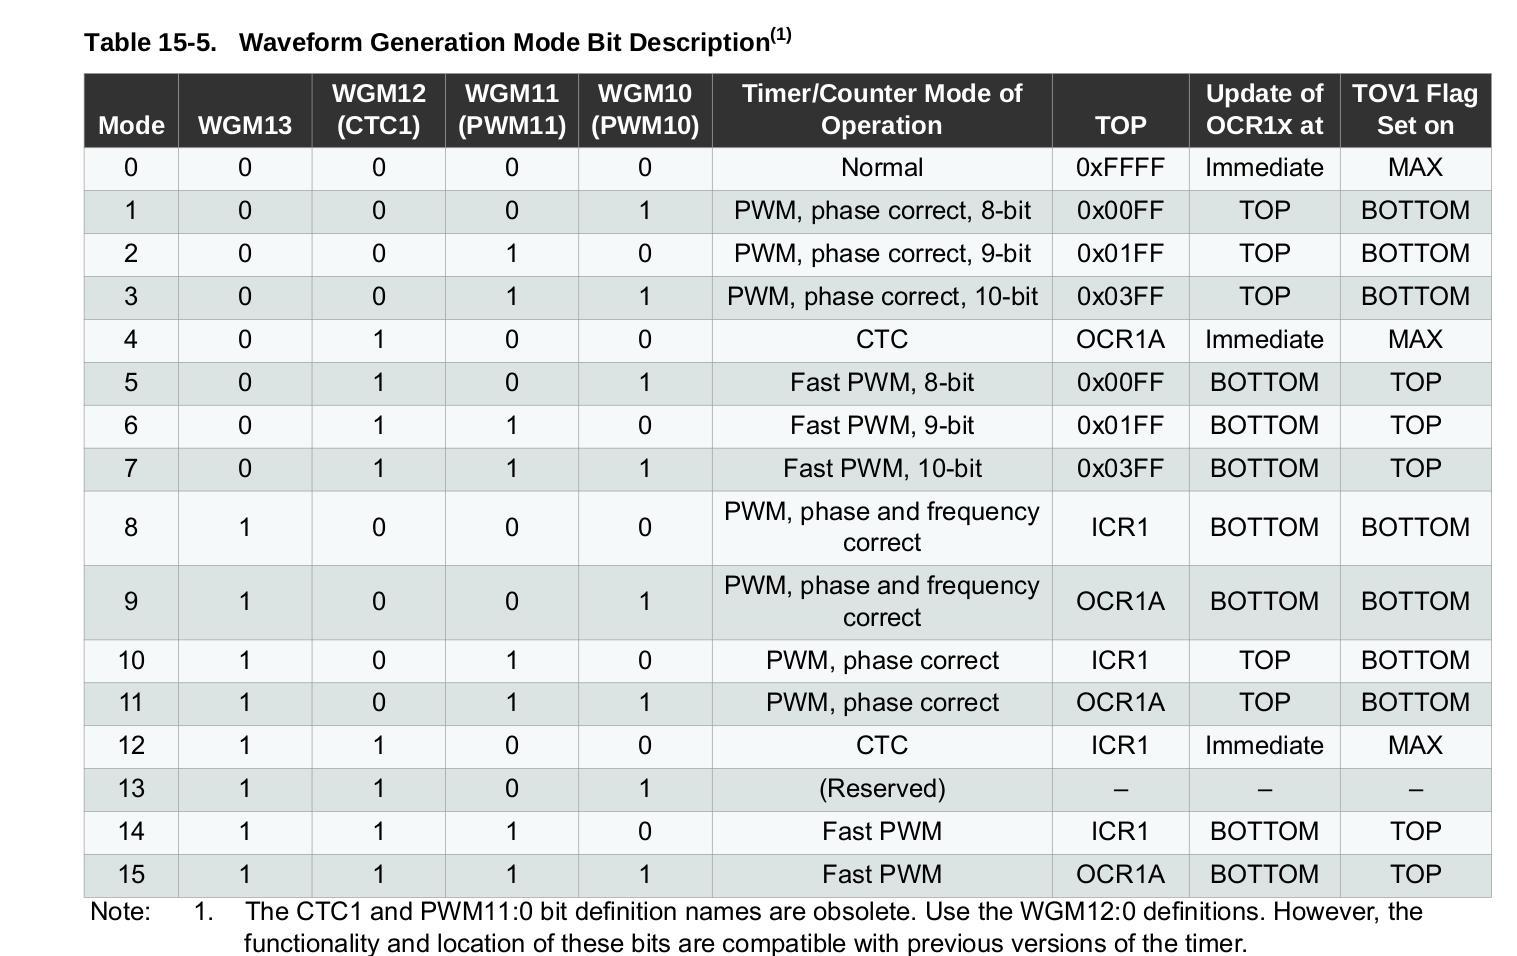 Table 15-5. Waveform Generation Mode Bit Description(1)
Mode WGM13 WGM12 (CTC1) WGM11 (PWM11) WGM10 (PWM10) Timer/Counter Mode of Operation TOP Update of OCR1x at TOV1 Flag Set on
0 0 0 0 0 Normal 0xFFFF Immediate MAX
1 0 0 0 1 PWM, phase correct, 8-bit 0x00FF TOP BOTTOM
2 0 0 1 0 PWM, phase correct, 9-bit 0x01FF TOP BOTTOM
3 0 0 1 1 PWM, phase correct, 10-bit 0x03FF TOP BOTTOM
4 0 1 0 0 CTC OCR1A Immediate MAX
5 0 1 0 1 Fast PWM, 8-bit 0x00FF BOTTOM TOP
6 0 1 1 0 Fast PWM, 9-bit 0x01FF BOTTOM TOP
7 0 1 1 1 Fast PWM, 10-bit 0x03FF BOTTOM TOP
8 1 0 0 0 PWM, phase and frequency correct ICR1 BOTTOM BOTTOM
9 1 0 0 1 PWM, phase and frequency correct OCR1A BOTTOM BOTTOM
10 1 0 1 0 PWM, phase correct ICR1 TOP BOTTOM
11 1 0 1 1 PWM, phase correct OCR1A TOP BOTTOM
12 1 1 0 0 CTC ICR1 Immediate MAX
13 1 1 0 1 (Reserved) – – –
14 1 1 1 0 Fast PWM ICR1 BOTTOM TOP
15 1 1 1 1 Fast PWM OCR1A BOTTOM TOP
Note: 1. The CTC1 and PWM11:0 bit definition names are obsolete. Use the WGM12:0 definitions. However, the
functionality and location of these bits are compatible with previous versions of the timer.